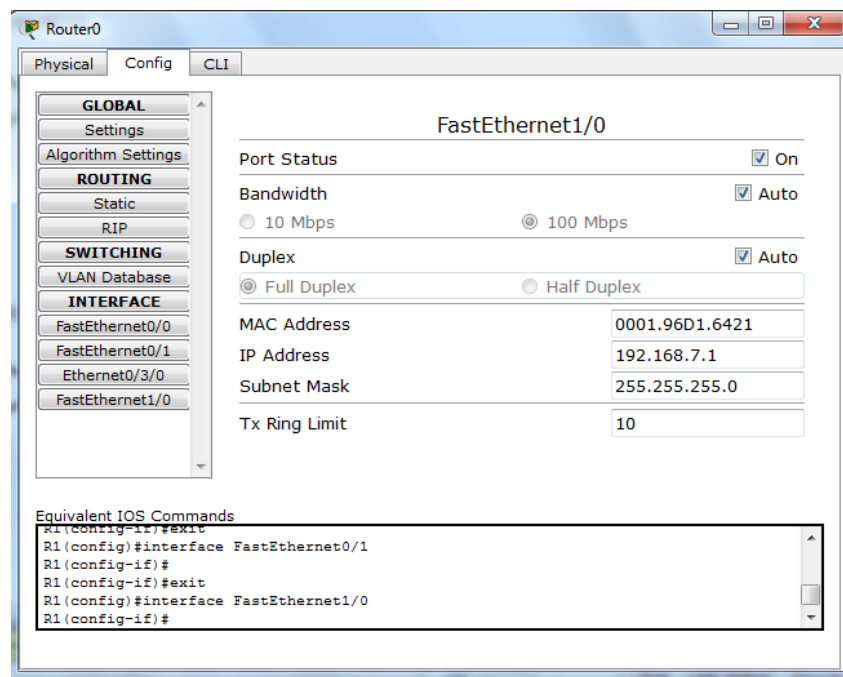 Router0
Physical Config CLI
GLOBAL
Settings
Algorithm Settings
ROUTING
Static
RIP
SWITCHING
VLAN Database
INTERFACE
FastEthernet0/0
FastEthernet0/1
Ethernet0/3/0
FastEthernet1/0
FastEthernet1/0
Port Status On
Bandwidth Auto
10 Mbps 100 Mbps
Duplex Auto
Full Duplex Half Duplex
MAC Address 0001.96D1.6421
IP Address 192.168.7.1
Subnet Mask 255.255.255.0
Tx Ring Limit 10
Equivalent IOS Commands
R1(config-if)#exit
R1(config)#interface FastEthernet0/1
R1(config-if)#
R1(config-if)#exit
R1(config)#interface FastEthernet1/0
R1(config-if)#